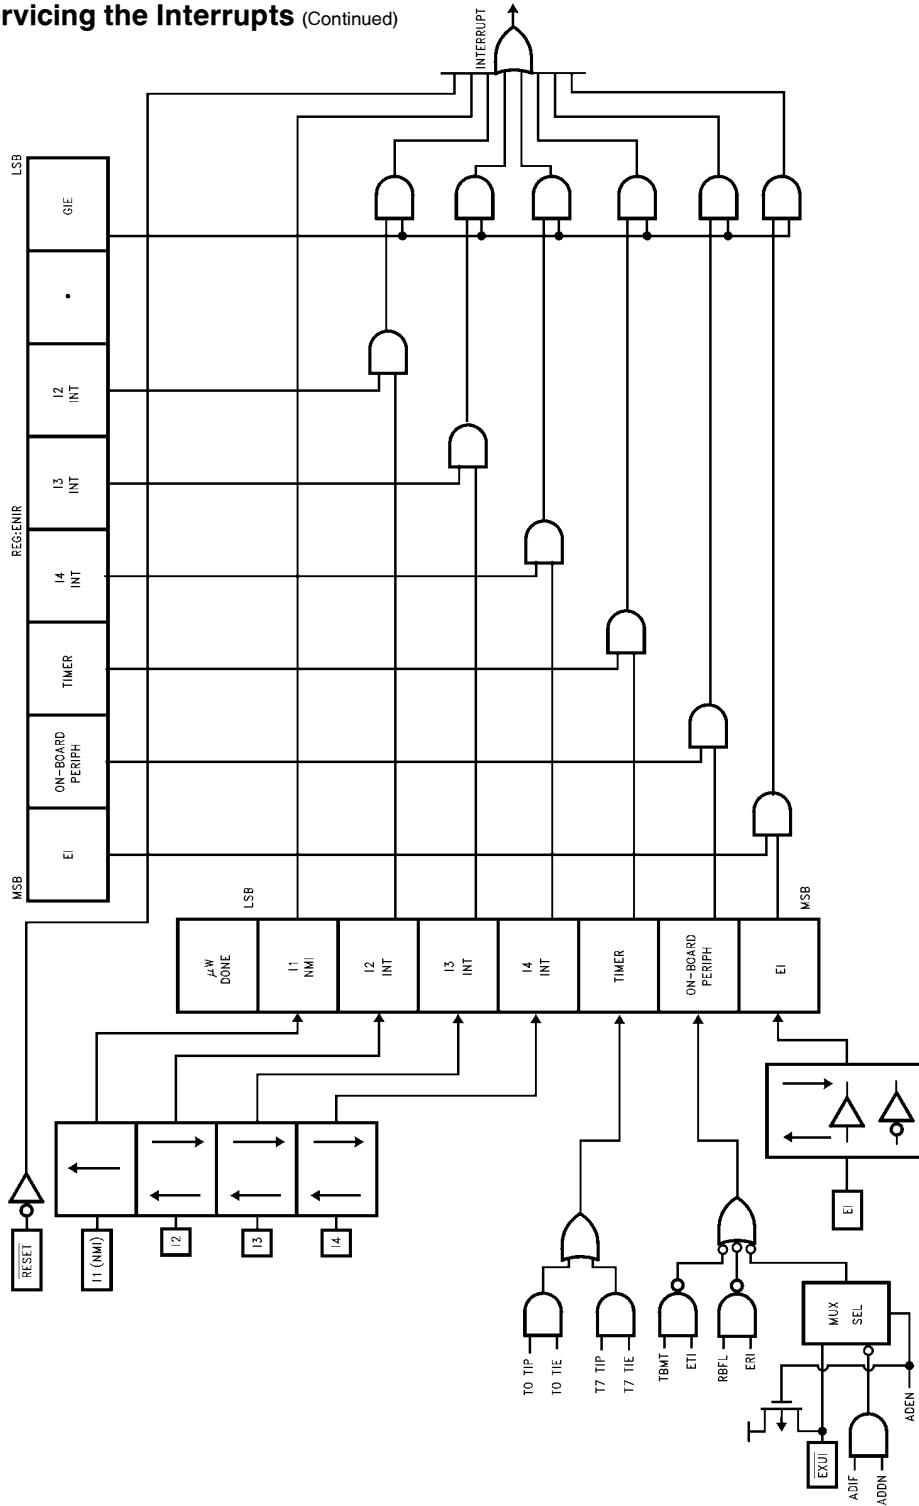 rvicing the Interrupts (Continued)
INTERRUPT
LSB
GIE
•
I2
INT
I3
INT
REG:ENIR
I4
INT
TIMER
ON-BOARD
PERIPH
EI
MSB
LSB
μW
DONE
I1
NMI
I2
INT
I3
INT
I4
INT
TIMER
ON-BOARD
PERIPH
EI
MSB
RESET
I1 (NMI)
I2
I3
I4
EI
T0 TIP
T0 TIE
T7 TIP
T7 TIE
TBMT
ETI
RBFL
ERI
MUX
SEL
EXUI
ADIF
ADDN
ADEN